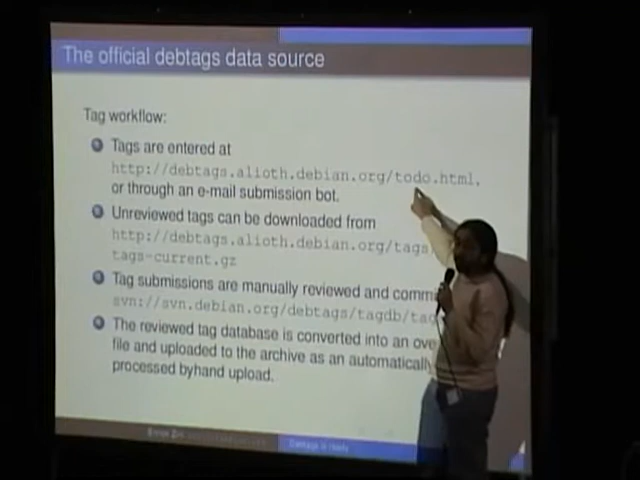 The official debtags data source
Tag workflow:
Tags are entered at
http://debtags.alioth.debian.org/todo.html,
or through an e-mail submission bot.
Unreviewed tags can be downloaded from
http://debtags.alioth.debian.org/tags
tags-current.gz
Tag submissions are manually reviewed and comm
svn://svn.debian.org/debtags/tagdb/tag
The reviewed tag database is converted into an ove
file and uploaded to the archive as an automatically
processed byhand upload.
Debtags is ready